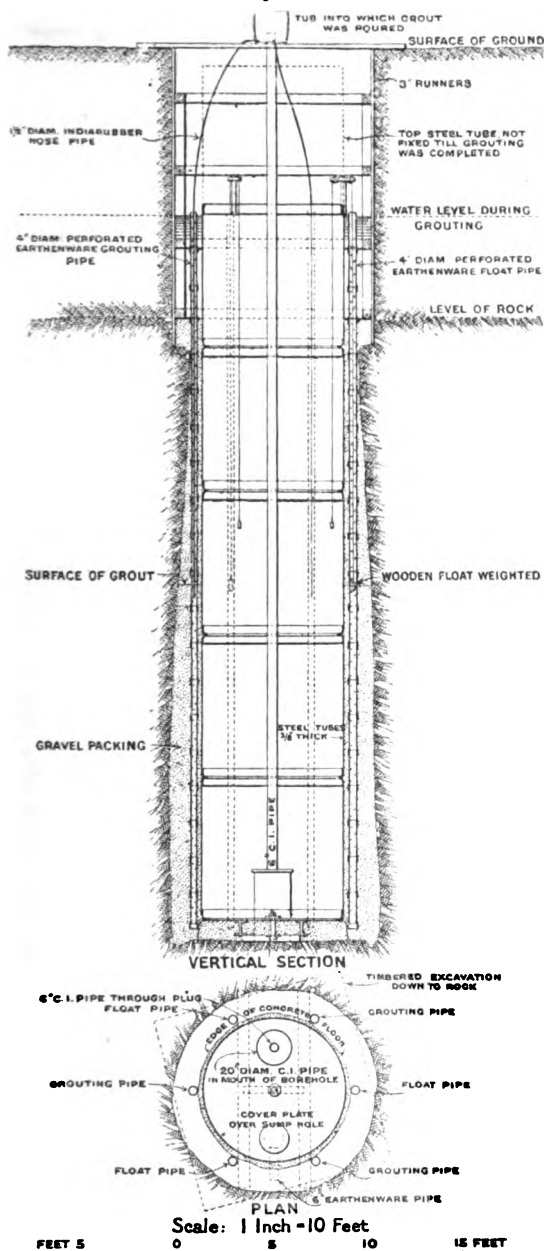 TUB INTO WHICH GROUT
WAS POURED
SURFACE OF GROUND
3" RUNNERS
1½" DIAM. INDIARUBBER
HOSE PIPE
TOP STEEL TUBE NOT
FIXED TILL GROUTING
WAS COMPLETED
WATER LEVEL DURING
GROUTING
4" DIAM. PERFORATED
EARTHENWARE GROUTING
PIPE
4" DIAM PERFORATED
EARTHENWARE FLOAT PIPE
LEVEL OF ROCK
SURFACE OF GROUT
WOODEN FLOAT WEIGHTED
GRAVEL PACKING
STEEL TUBES
THICK
6" C.I. PIPE
VERTICAL SECTION
TIMBERED EXCAVATION
DOWN TO ROCK
6" C.I. PIPE THROUGH PLUG
FLOAT PIPE
GROUTING PIPE
EDGE OF CONCRETE FLOOR
20" DIAM. C.I. PIPE
IN MOUTH OF BOREHOLE
GROUTING PIPE
FLOAT PIPE
COVER PLATE
OVER SUMP HOLE
FLOAT PIPE
GROUTING PIPE
6" EARTHENWARE PIPE
PLAN
Scale: 1 Inch = 10 Feet
FEET 5 0 5 10 15 FEET